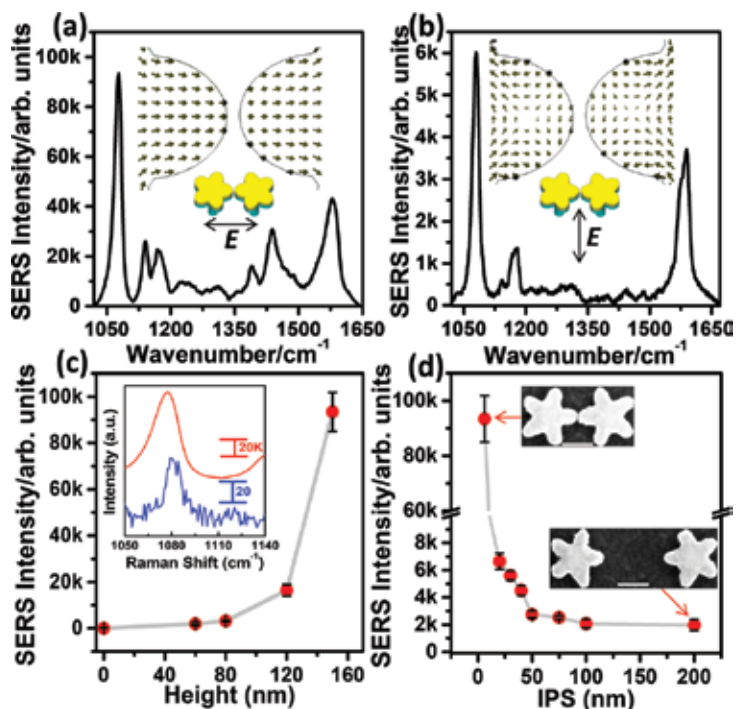 (a)
SERS Intensity/arb. units
100k
80k
60k
40k
20k
0
E
1050 1200 1350 1500 1650
Wavenumber/cm-1
(b)
SERS Intensity/arb. units
6k
5k
3k
2k
1k
0
E
1050 1200 1350 1500 1650
Wavenumber/cm-1
(c)
SERS Intensity/arb. units
100k
80k
60k
40k
20k
0
Intensity (a.u.)
20K
20
1050 1080 1110 1140
Raman Shift (cm-1)
0 40 80 120 160
Height (nm)
(d)
SERS Intensity/arb. units
100k
80k
60k
8k
6k
4k
2k
0
0 50 100 150 200
IPS (nm)